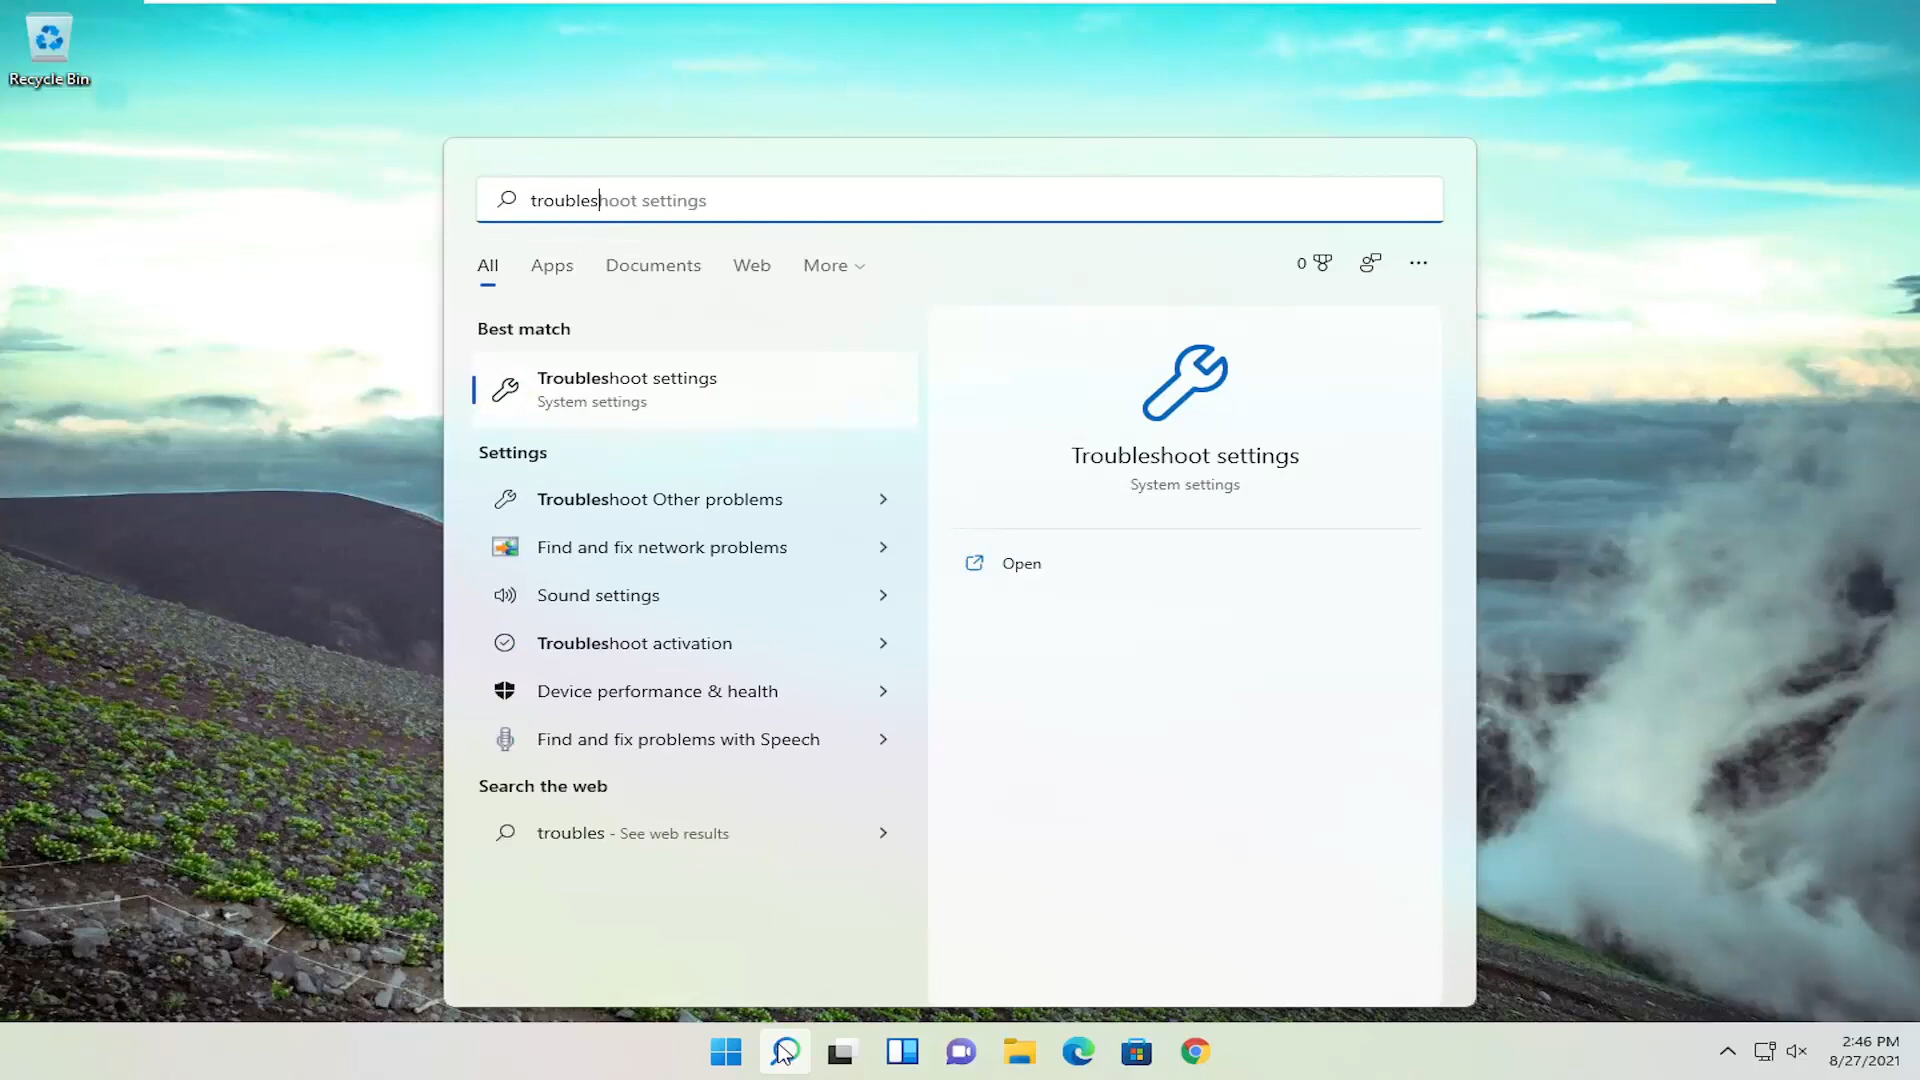 Recycle Bin
troubleshoot settings
All Apps Documents Web More
0
Best match
Troubleshoot settings
System settings
Settings
Troubleshoot Other problems
Find and fix network problems
Sound settings
Troubleshoot activation
Device performance & health
Find and fix problems with Speech
Search the web
troubles - See web results
Troubleshoot settings
System settings
Open
2:46 PM
8/27/2021